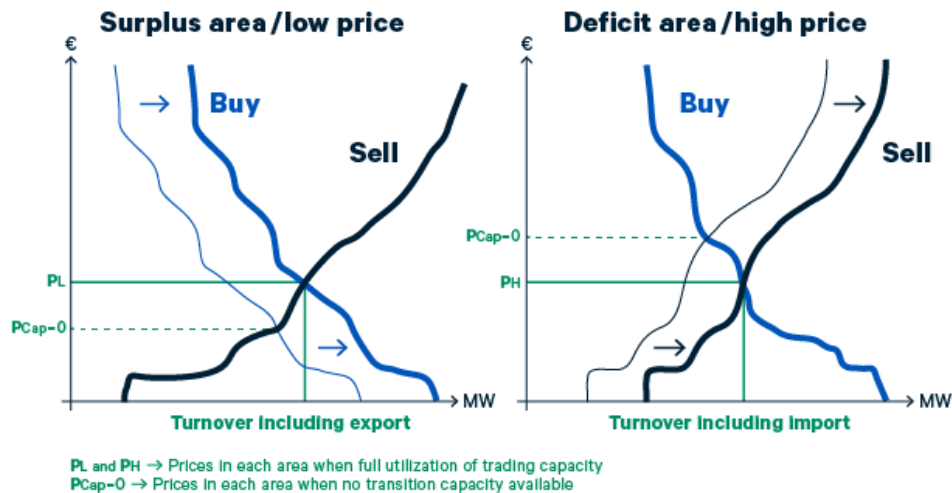 Surplus area / low price
€
Buy
Sell
PL
PCap-0
MW
Turnover including export
Deficit area / high price
€
Buy
Sell
PCap-0
PH
MW
Turnover including import
PL and PH → Prices in each area when full utilization of trading capacity
PCap-0 → Prices in each area when no transition capacity available